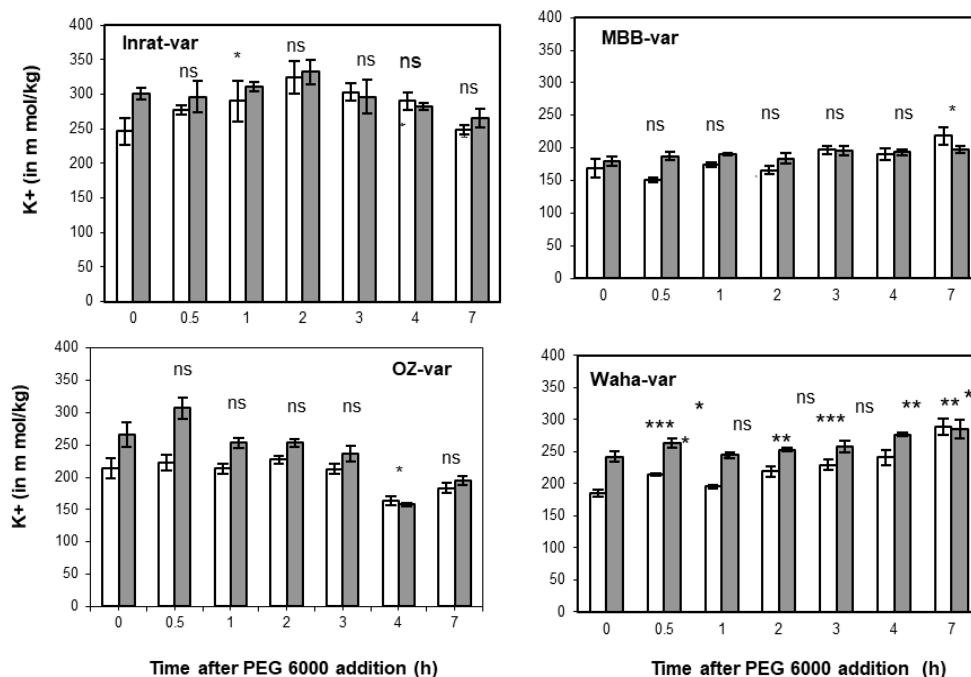 Inrat-var
K+ (in m mol/kg)
400
350
300
250
200
150
100
50
0
ns
*
ns
ns
ns
ns
*
0 0.5 1 2 3 4 7
MBB-var
400
350
300
250
200
150
100
50
0
ns
ns
ns
ns
ns
*
0 0.5 1 2 3 4 7
OZ-var
K+ (in m mol/kg)
400
350
300
250
200
150
100
50
0
ns
ns
ns
ns
*
ns
0 0.5 1 2 3 4 7
Time after PEG 6000 addition (h)
Waha-var
400
350
300
250
200
150
100
50
0
***
*
*
ns
**
ns
***
ns
**
**
*
0 0.5 1 2 3 4 7
Time after PEG 6000 addition (h)